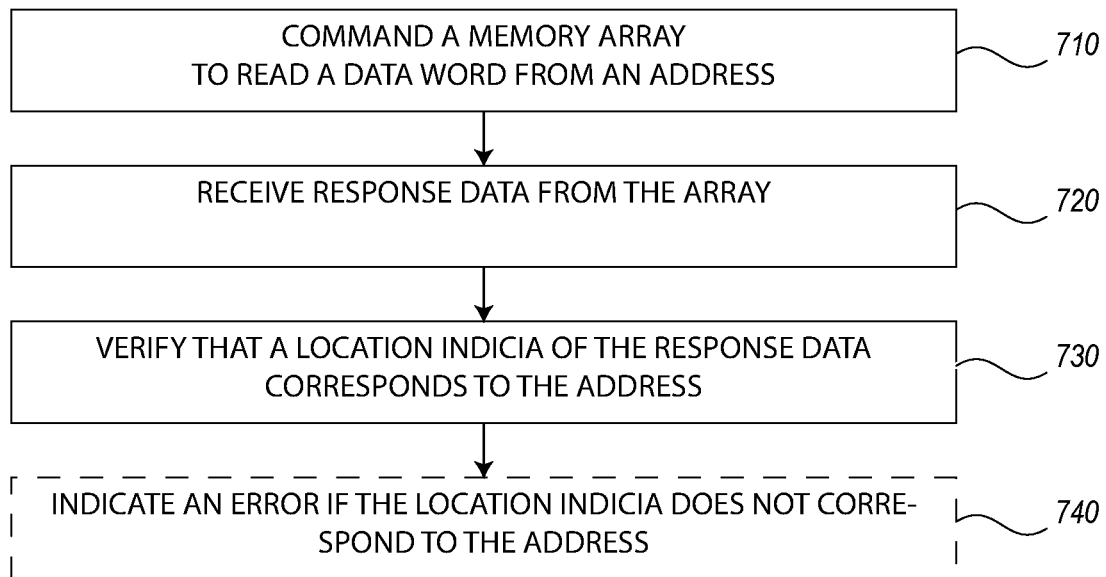 COMMAND A MEMORY ARRAY
TO READ A DATA WORD FROM AN ADDRESS
710
RECEIVE RESPONSE DATA FROM THE ARRAY
720
VERIFY THAT A LOCATION INDICIA OF THE RESPONSE DATA
CORRESPONDS TO THE ADDRESS
730
INDICATE AN ERROR IF THE LOCATION INDICIA DOES NOT CORRE-
SPOND TO THE ADDRESS
740